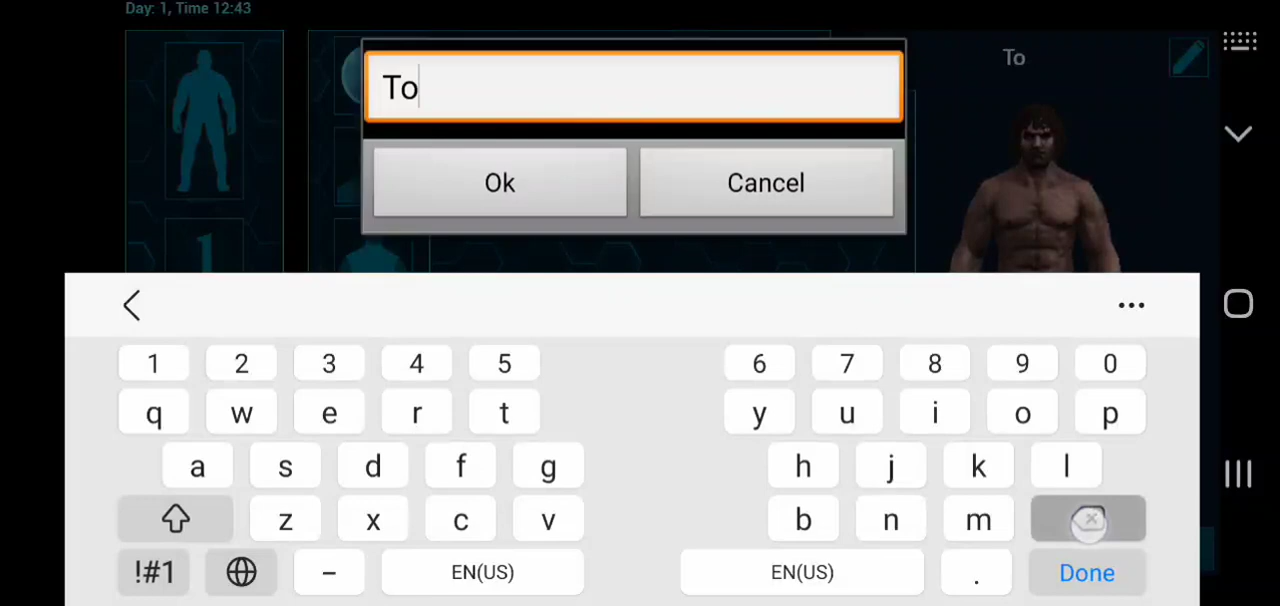 Day: 1, Time 12:43
To
To
Ok Cancel
1
1 2 3 4 5 6 7 8 9 0
q w e r t y u i o p
a s d f g h j k l
z x c v b n m
!#1 - EN(US) EN(US) . Done